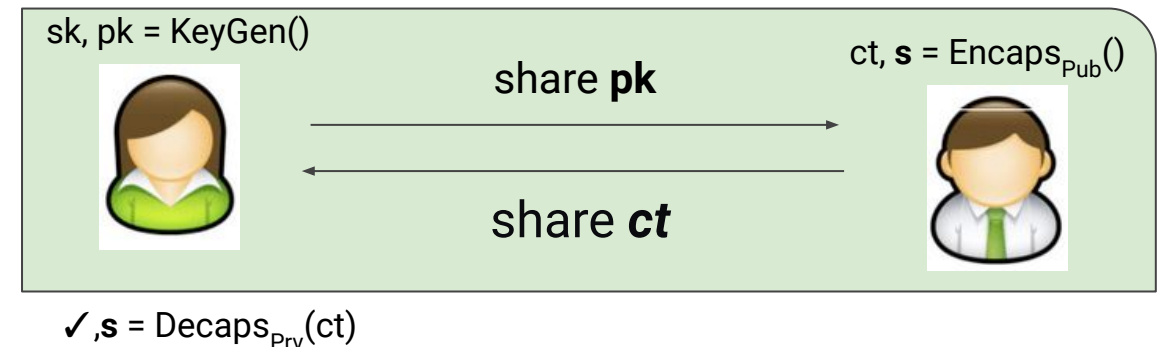 sk, pk = KeyGen()
ct, s = Encaps_Pub()
share pk
share ct
✓,s = Decaps_Prv(ct)